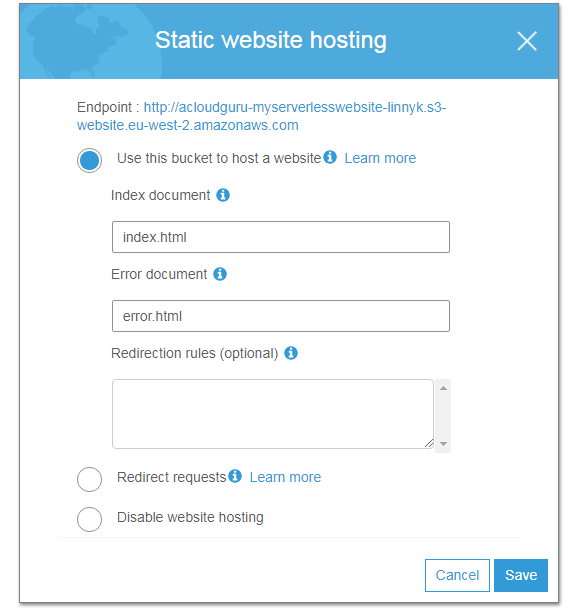 Static website hosting
Endpoint : http://acloudguru-myserverlesswebsite-linnyk.s3-
website.eu-west-2.amazonaws.com
Use this bucket to host a website Learn more
Index document
index.html
Error document
error.html
Redirection rules (optional)
Redirect requests Learn more
Disable website hosting
Cancel Save